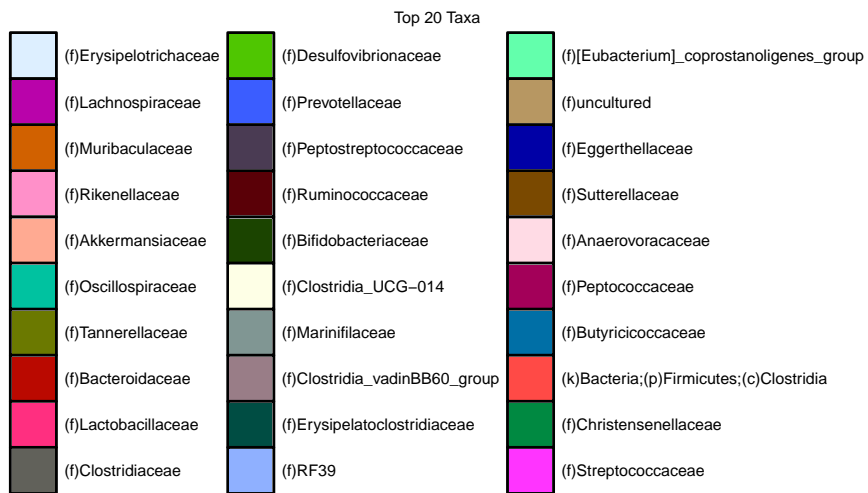 Top 20 Taxa
(f)Erysipelotrichaceae
(f)Lachnospiraceae
(f)Muribaculaceae
(f)Rikenellaceae
(f)Akkermansiaceae
(f)Oscillospiraceae
(f)Tannerellaceae
(f)Bacteroidaceae
(f)Lactobacillaceae
(f)Clostridiaceae
(f)Desulfovibrionaceae
(f)Prevotellaceae
(f)Peptostreptococcaceae
(f)Ruminococcaceae
(f)Bifidobacteriaceae
(f)Clostridia_UCG−014
(f)Marinifilaceae
(f)Clostridia_vadinBB60_group
(f)Erysipelatoclostridiaceae
(f)RF39
(f)[Eubacterium]_coprostanoligenes_group
(f)uncultured
(f)Eggerthellaceae
(f)Sutterellaceae
(f)Anaerovoracaceae
(f)Peptococcaceae
(f)Butyricicoccaceae
(k)Bacteria;(p)Firmicutes;(c)Clostridia
(f)Christensenellaceae
(f)Streptococcaceae